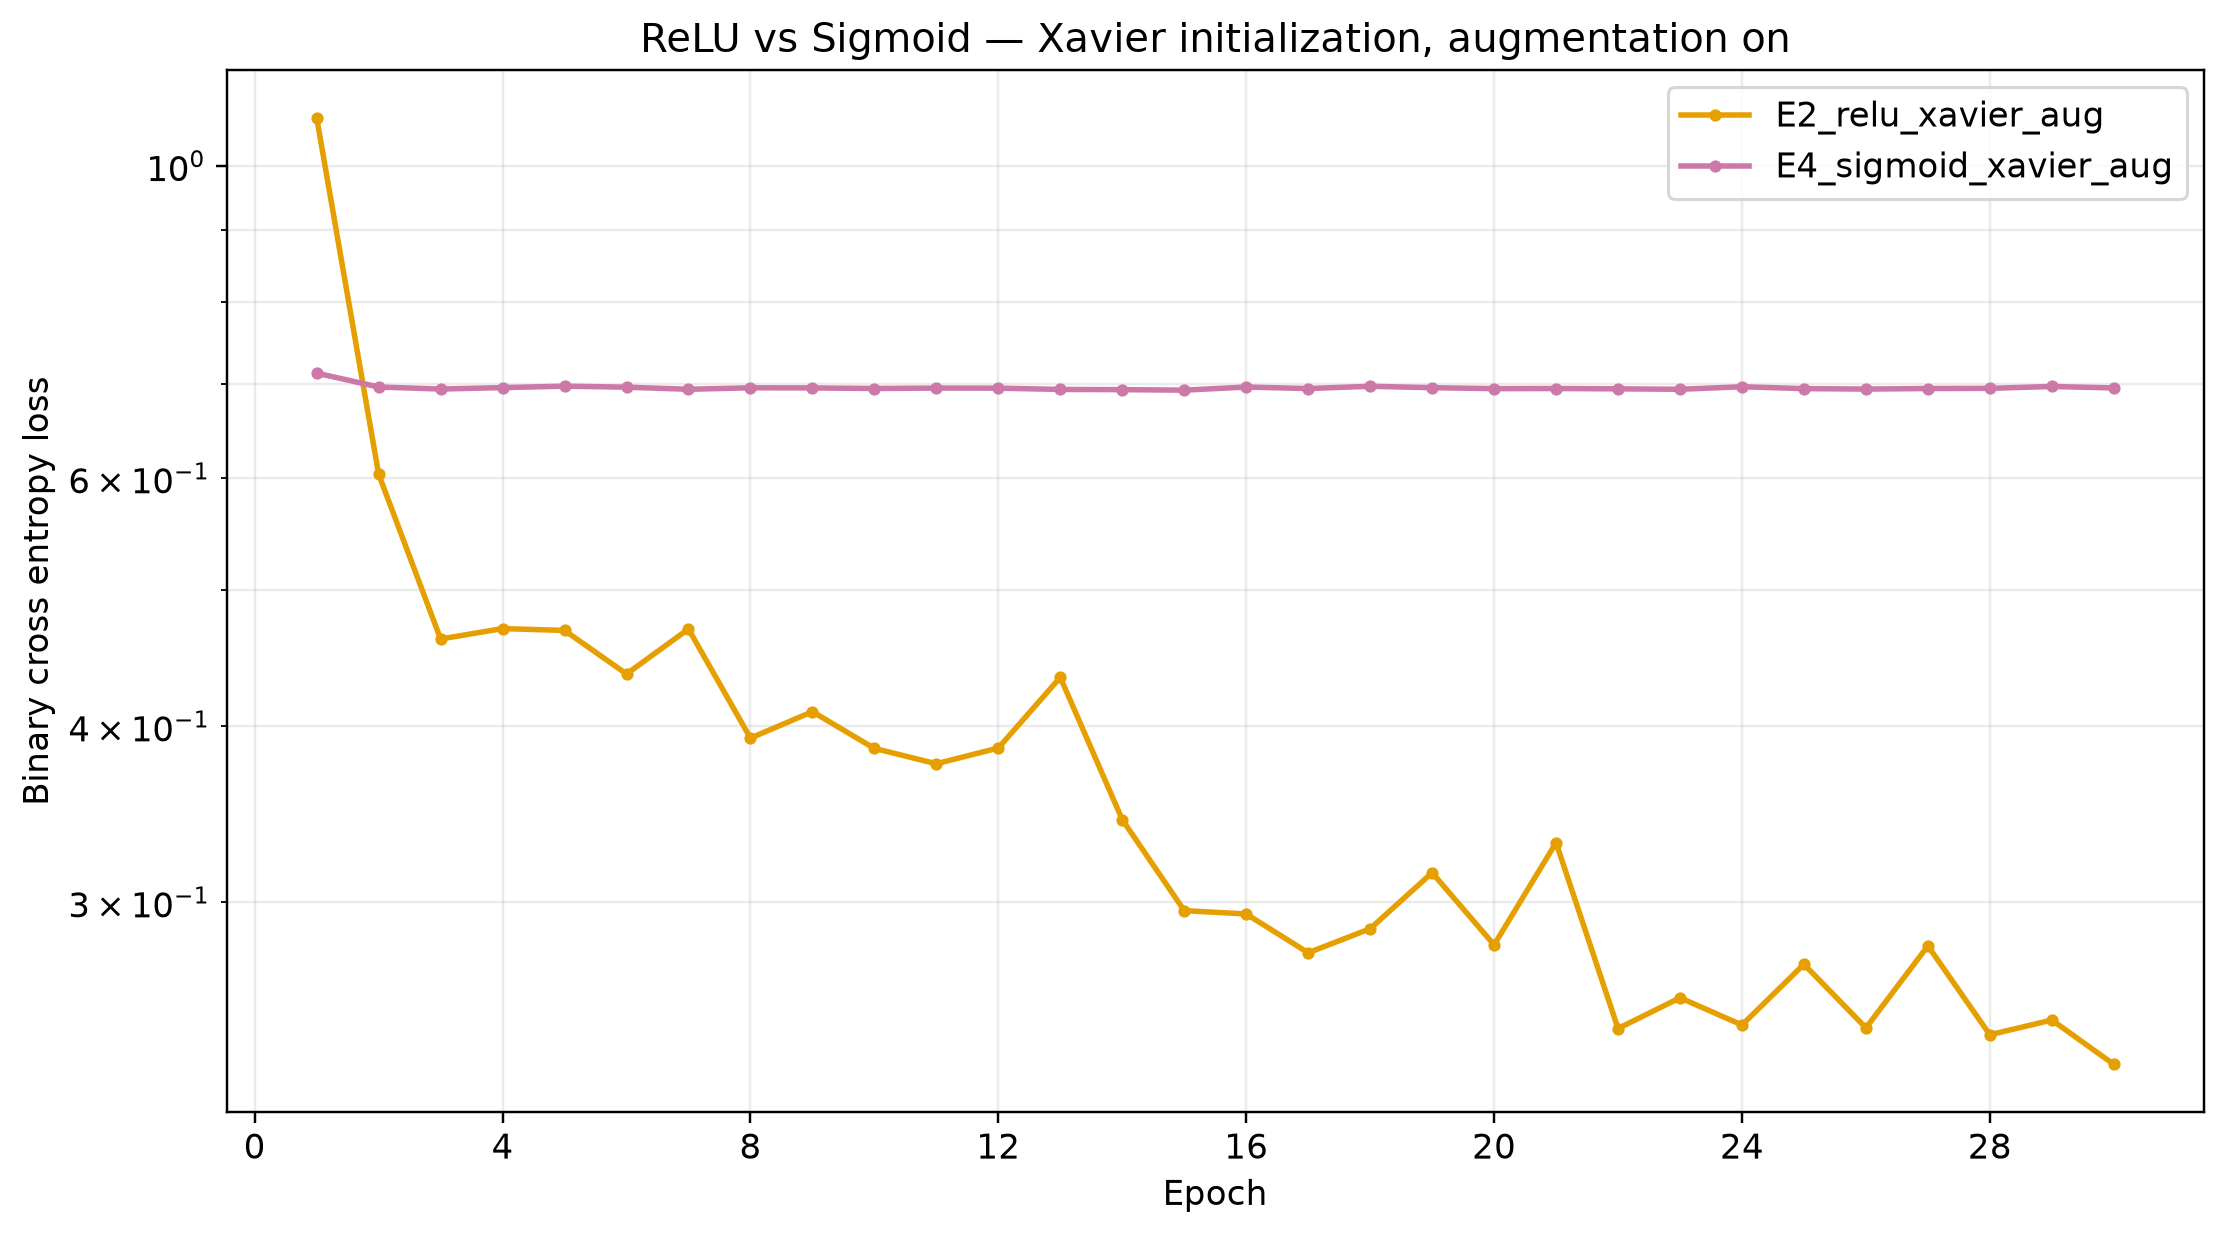 ReLU vs Sigmoid — Xavier initialization, augmentation on
E2_relu_xavier_aug
E4_sigmoid_xavier_aug
Binary cross entropy loss
10⁰
6 × 10⁻¹
4 × 10⁻¹
3 × 10⁻¹
0 4 8 12 16 20 24 28
Epoch